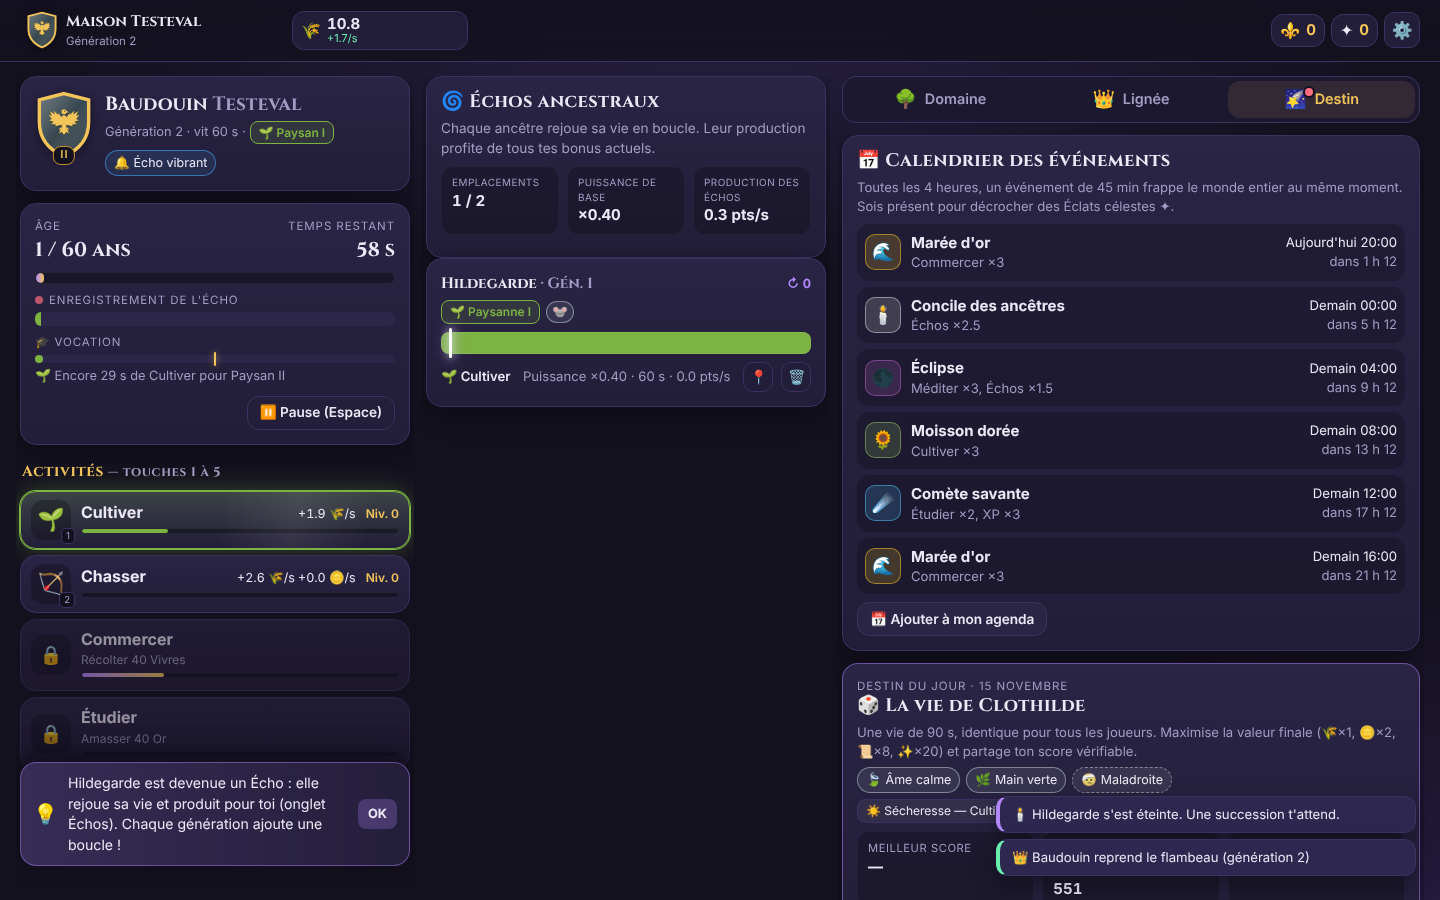 Maison Testeval
Génération 2
10.8
+1.7/s
0
0
Baudouin Testeval
Génération 2 · vit 60 s ·
Paysan I
II
Écho vibrant
ÂGE
TEMPS RESTANT
1 / 60 ans
58 s
ENREGISTREMENT DE L'ÉCHO
VOCATION
Encore 29 s de Cultiver pour Paysan II
Pause (Espace)
Activités — touches 1 à 5
Cultiver
+1.9 /s
Niv. 0
1
Chasser
+2.6 /s +0.0 /s
Niv. 0
2
Commercer
Récolter 40 Vivres
Étudier
Amasser 40 Or
Hildegarde est devenue un Écho : elle
rejoue sa vie et produit pour toi (onglet
Échos). Chaque génération ajoute une
boucle !
OK
Échos ancestraux
Chaque ancêtre rejoue sa vie en boucle. Leur production
profite de tous tes bonus actuels.
EMPLACEMENTS
1 / 2
PUISSANCE DE
BASE
×0.40
PRODUCTION DES
ÉCHOS
0.3 pts/s
Hildegarde · Gén. 1
↻ 0
Paysanne I
Cultiver
Puissance ×0.40 · 60 s · 0.0 pts/s
Domaine
Lignée
Destin
Calendrier des événements
Toutes les 4 heures, un événement de 45 min frappe le monde entier au même moment.
Sois présent pour décrocher des Éclats célestes ✦.
Marée d'or
Commercer ×3
Aujourd'hui 20:00
dans 1 h 12
Concile des ancêtres
Échos ×2.5
Demain 00:00
dans 5 h 12
Éclipse
Méditer ×3, Échos ×1.5
Demain 04:00
dans 9 h 12
Moisson dorée
Cultiver ×3
Demain 08:00
dans 13 h 12
Comète savante
Étudier ×2, XP ×3
Demain 12:00
dans 17 h 12
Marée d'or
Commercer ×3
Demain 16:00
dans 21 h 12
Ajouter à mon agenda
DESTIN DU JOUR · 15 NOVEMBRE
La vie de Clothilde
Une vie de 90 s, identique pour tous les joueurs. Maximise la valeur finale (×1, ×2,
×8, ×20) et partage ton score vérifiable.
Âme calme
Main verte
Maladroite
Sécheresse — Culti
MEILLEUR SCORE
—
551
Hildegarde s'est éteinte. Une succession t'attend.
Baudouin reprend le flambeau (génération 2)